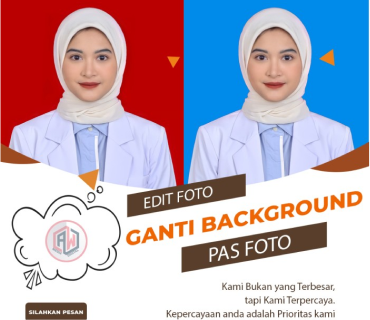 EDIT FOTO
GANTI BACKGROUND
PAS FOTO
Kami Bukan yang Terbesar,
tapi Kami Terpercaya.
Kepercayaan anda adalah Prioritas kami
SILAHKAN PESAN